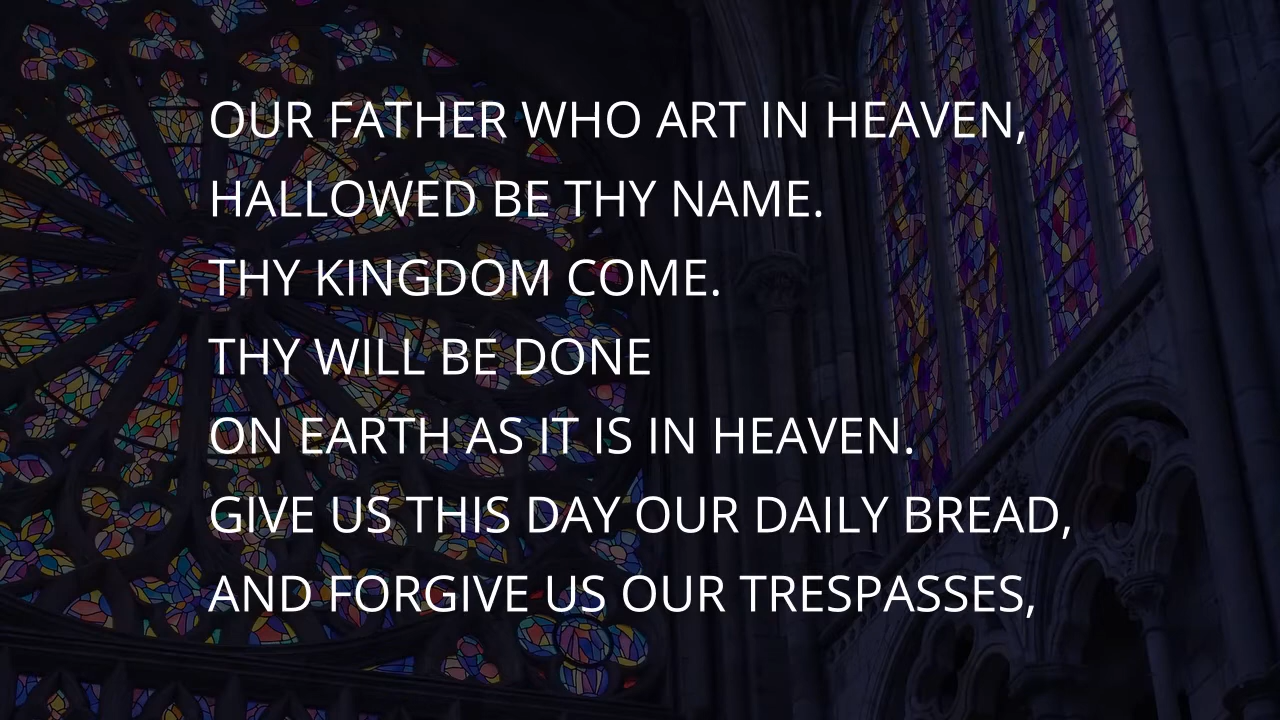 OUR FATHER WHO ART IN HEAVEN,
HALLOWED BE THY NAME.
THY KINGDOM COME.
THY WILL BE DONE
ON EARTH AS IT IS IN HEAVEN.
GIVE US THIS DAY OUR DAILY BREAD,
AND FORGIVE US OUR TRESPASSES,